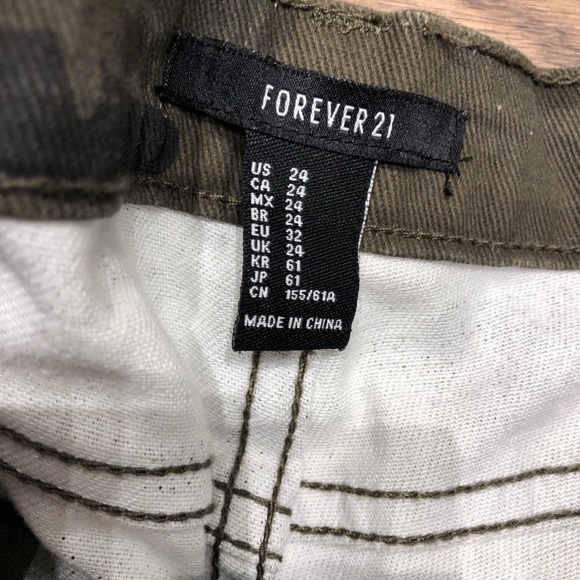 FOREVER 21
US 24
CA 24
MX 24
BR 24
EU 32
UK 24
KR 61
JP 61
CN 155/61A
MADE IN CHINA